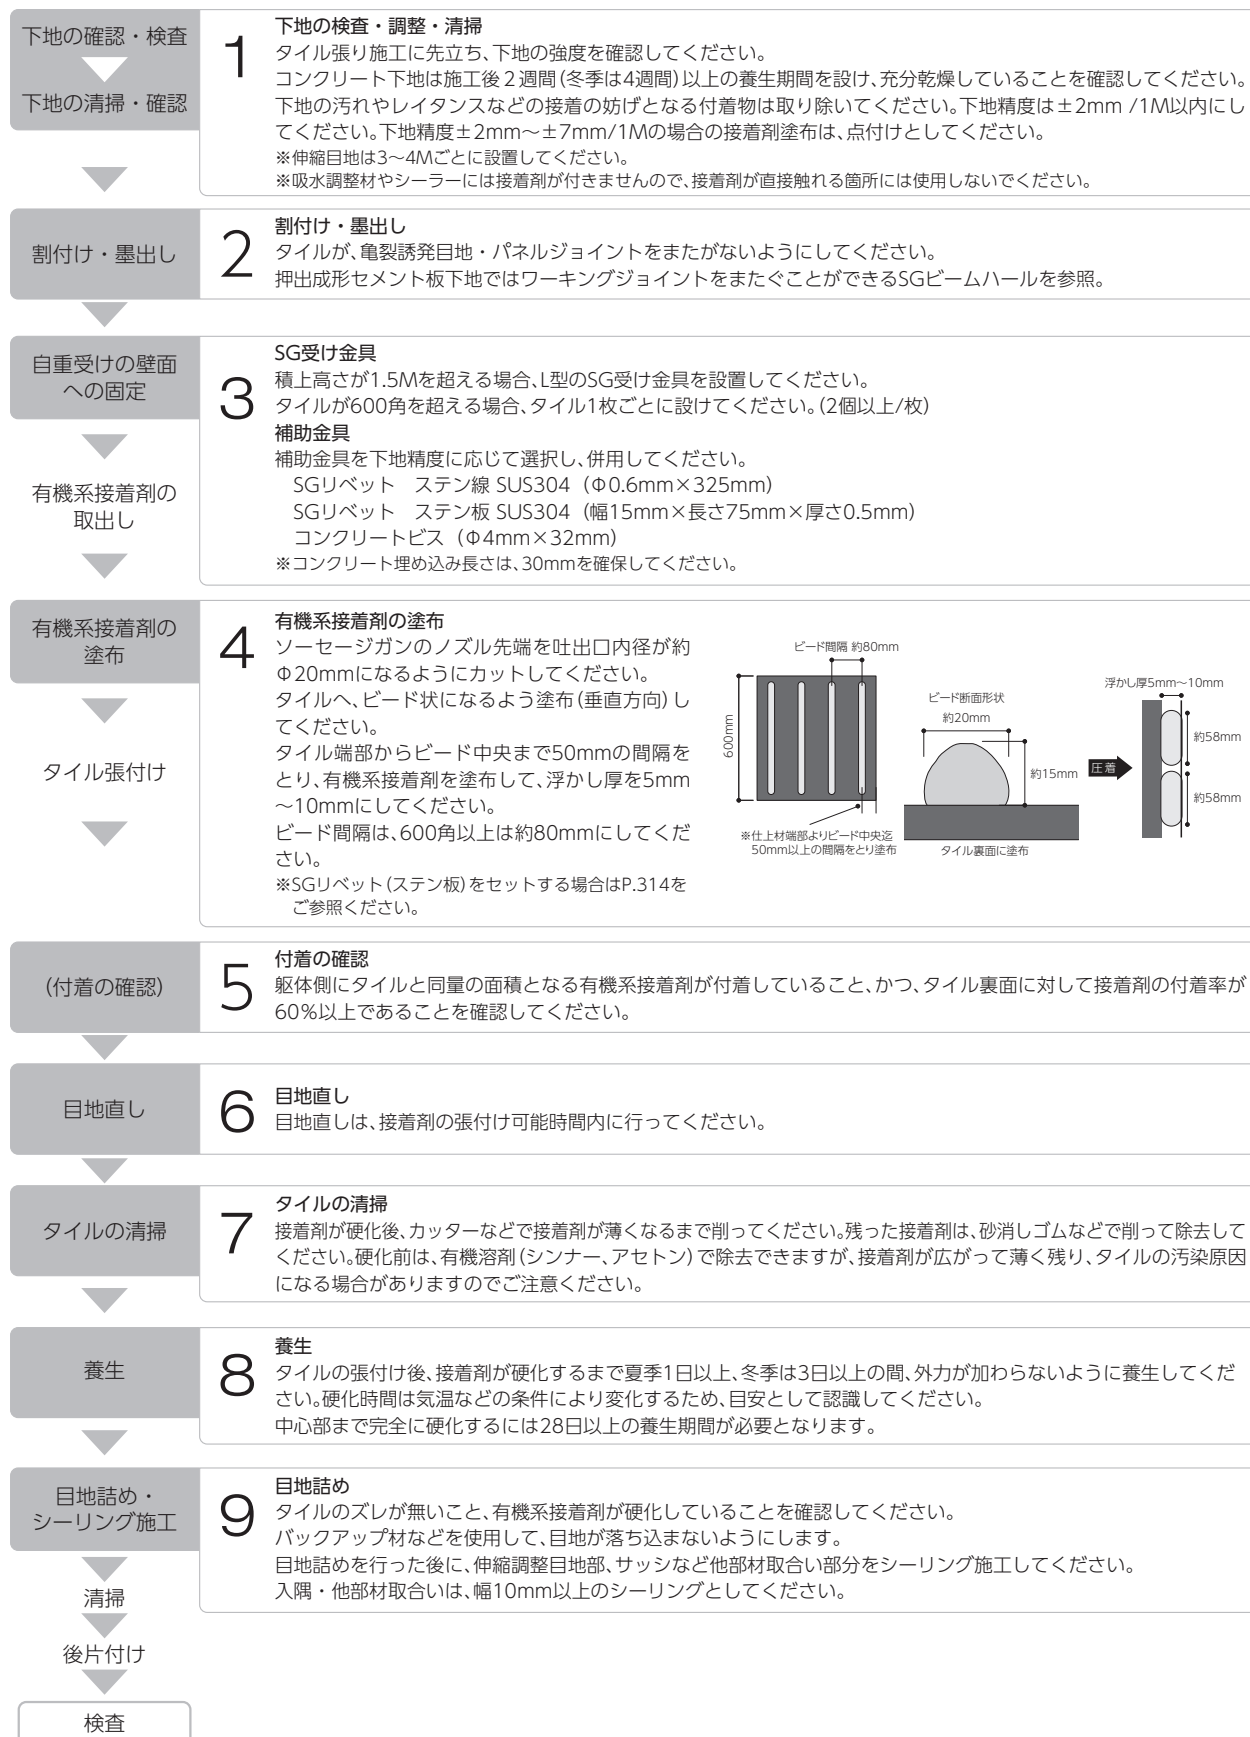 下地の確認・検査
下地の清掃・確認
1
下地の検査・調整・清掃
タイル張り施工に先立ち、下地の強度を確認してください。
コンクリート下地は施工後２週間（冬季は4週間）以上の養生期間を設け、充分乾燥していることを確認してください。
下地の汚れやレイタンスなどの接着の妨げとなる付着物は取り除いてください。下地精度は±2mm /1M以内にし
てください。下地精度±2mm～±7mm/1Mの場合の接着剤塗布は、点付けとしてください。
※伸縮目地は3～4Mごとに設置してください。
※吸水調整材やシーラーには接着剤が付きませんので、接着剤が直接触れる箇所には使用しないでください。
割付け・墨出し
2
割付け・墨出し
タイルが、亀裂誘発目地・パネルジョイントをまたがないようにしてください。
押出成形セメント板下地ではワーキングジョイントをまたぐことができるSGビームハールを参照。
自重受けの壁面
への固定
有機系接着剤の
取出し
3
SG受け金具
積上高さが1.5Mを超える場合、L型のSG受け金具を設置してください。
タイルが600角を超える場合、タイル1枚ごとに設けてください。（2個以上/枚）
補助金具
補助金具を下地精度に応じて選択し、併用してください。
SGリベット　ステン線 SUS304（Φ0.6mm×325mm）
SGリベット　ステン板 SUS304（幅15mm×長さ75mm×厚さ0.5mm）
コンクリートビス（Φ4mm×32mm）
※コンクリート埋め込み長さは、30mmを確保してください。
有機系接着剤の
塗布
タイル張付け
4
有機系接着剤の塗布
ソーセージガンのノズル先端を吐出口内径が約
Φ20mmになるようにカットしてください。
タイルへ、ビード状になるよう塗布（垂直方向）し
てください。
タイル端部からビード中央まで50mmの間隔を
とり、有機系接着剤を塗布して、浮かし厚を5mm
～10mmにしてください。
ビード間隔は、600角以上は約80mmにしてくだ
さい。
※SGリベット（ステン板）をセットする場合はP.314を
ご参照ください。
ビード間隔 約80mm
600mm
※仕上材端部よりビード中央迄
50mm以上の間隔をとり塗布
ビード断面形状
約20mm
約15mm
タイル裏面に塗布
圧着
浮かし厚5mm～10mm
約58mm
約58mm
（付着の確認）
5
付着の確認
躯体側にタイルと同量の面積となる有機系接着剤が付着していること、かつ、タイル裏面に対して接着剤の付着率が
60％以上であることを確認してください。
目地直し
6
目地直し
目地直しは、接着剤の張付け可能時間内に行ってください。
タイルの清掃
7
タイルの清掃
接着剤が硬化後、カッターなどで接着剤が薄くなるまで削ってください。残った接着剤は、砂消しゴムなどで削って除去して
ください。硬化前は、有機溶剤（シンナー、アセトン）で除去できますが、接着剤が広がって薄く残り、タイルの汚染原因
になる場合がありますのでご注意ください。
養生
8
養生
タイルの張付け後、接着剤が硬化するまで夏季1日以上、冬季は3日以上の間、外力が加わらないように養生してくだ
さい。硬化時間は気温などの条件により変化するため、目安として認識してください。
中心部まで完全に硬化するには28日以上の養生期間が必要となります。
目地詰め・
シーリング施工
9
目地詰め
タイルのズレが無いこと、有機系接着剤が硬化していることを確認してください。
バックアップ材などを使用して、目地が落ち込まないようにします。
目地詰めを行った後に、伸縮調整目地部、サッシなど他部材取合い部分をシーリング施工してください。
入隅・他部材取合いは、幅10mm以上のシーリングとしてください。
清掃
後片付け
検査